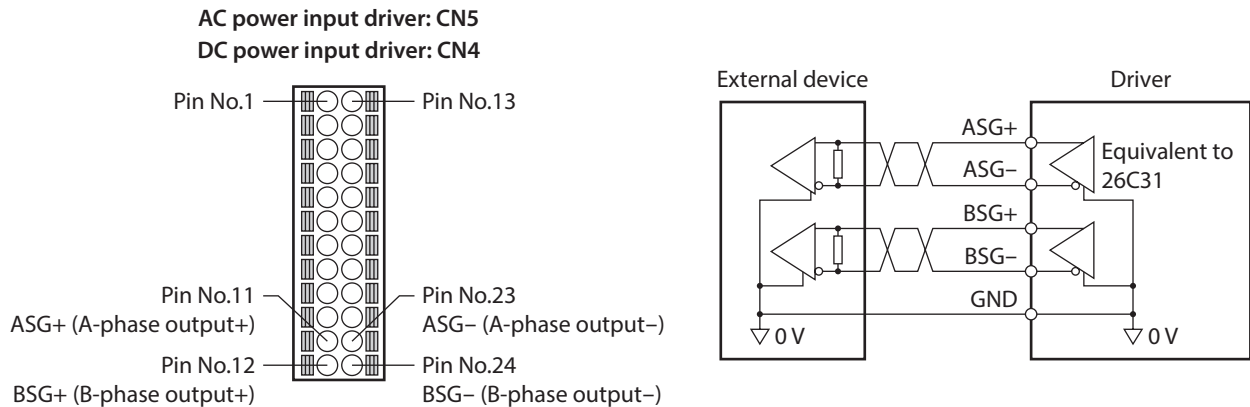 AC power input driver: CN5
DC power input driver: CN4
Pin No.1
Pin No.13
Pin No.11
ASG+ (A-phase output+)
Pin No.23
ASG– (A-phase output–)
Pin No.12
BSG+ (B-phase output+)
Pin No.24
BSG– (B-phase output–)
External device
Driver
ASG+
ASG–
Equivalent to
26C31
BSG+
BSG–
GND
0 V
0 V